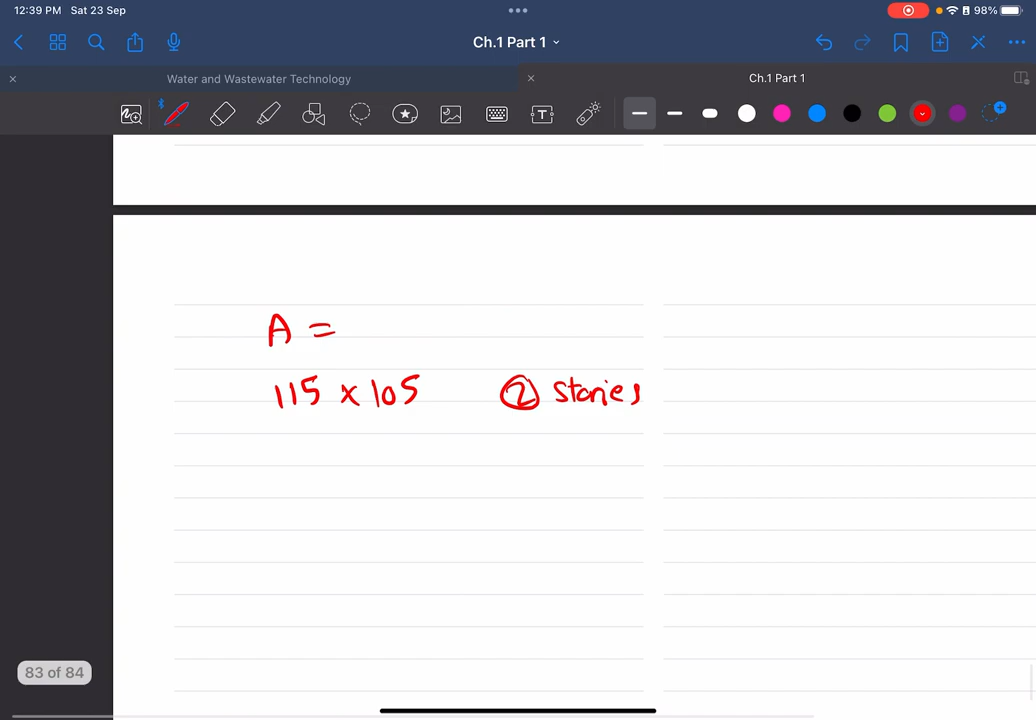 12:39 PM Sat 23 Sep
98%
Ch.1 Part 1
Water and Wastewater Technology
Ch.1 Part 1
A =
115 x 105 2 stories
83 of 84